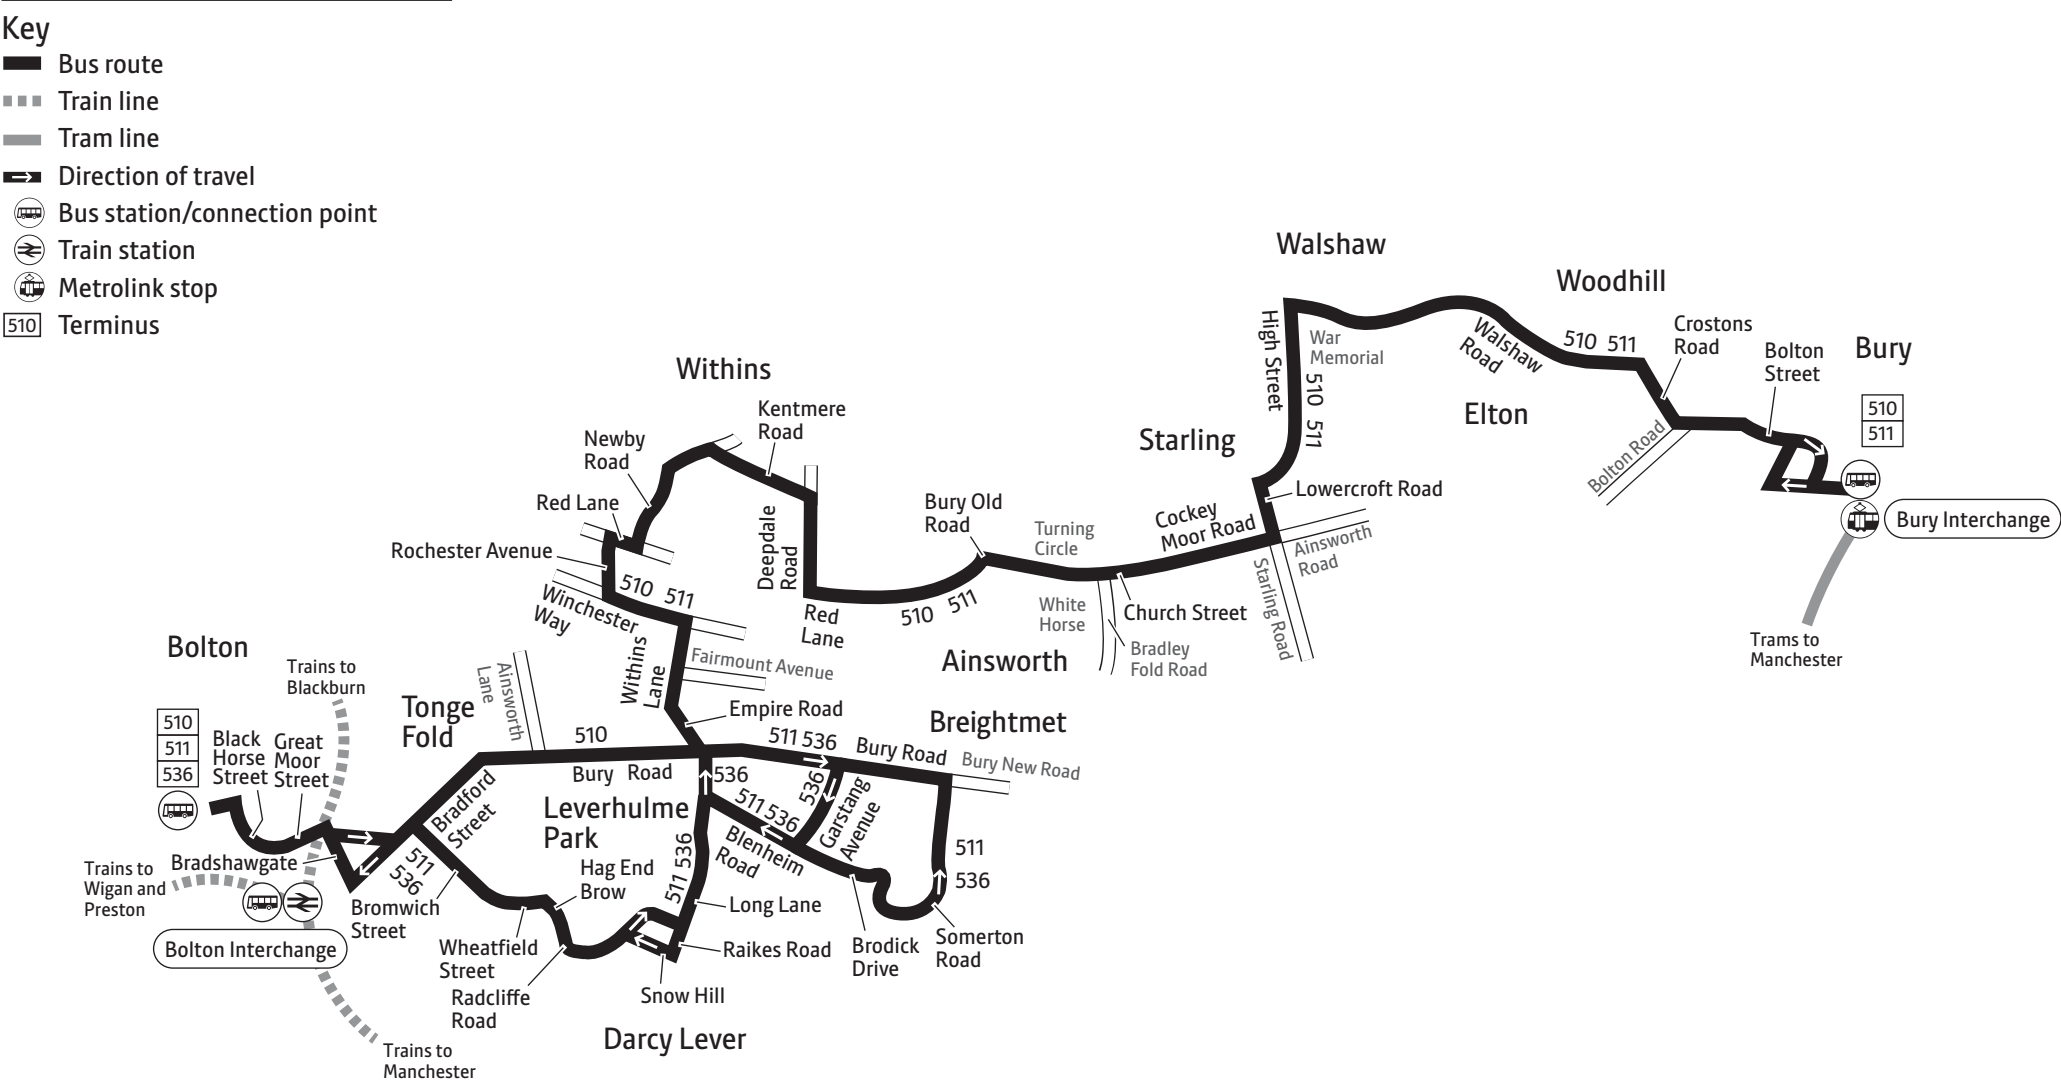 Key
Bus route
Train line
Tram line
Direction of travel
Bus station/connection point
Train station
Metrolink stop
510 Terminus
Walshaw
Woodhill
Crostons
Road
Bolton
Street
Bury
510
511
High Street
War
Memorial
510 511
Walshaw
Road
510 511
Elton
Bolton Road
Bury Interchange
Trams to
Manchester
Withins
Kentmere
Road
Newby
Road
Red Lane
Rochester Avenue
510 511
Winchester
Way
Deepdale
Road
Red
Lane
Bury Old
Road
510 511
Turning
Circle
White
Horse
Ainsworth
Church Street
Bradley
Fold Road
Starling
Cockey
Moor Road
Lowercroft Road
Ainsworth
Road
Starling Road
Withins
Lane
Fairmount Avenue
Empire Road
Bolton
Trains to
Blackburn
510
511
536
Black
Horse
Street
Great
Moor
Street
Tonge
Fold
Ainsworth
Lane
510
Bury Road
Bradford
Street
Leverhulme
Park
Breightmet
511 536
Bury Road
Bury New Road
536
536
511 536
Garstang
Avenue
Blenheim
Road
511
536
Trains to
Wigan and
Preston
Bradshawgate
Bolton Interchange
511
536
Bromwich
Street
Hag End
Brow
511 536
Wheatfield
Street
Radcliffe
Road
Long Lane
Raikes Road
Snow Hill
Brodick
Drive
Somerton
Road
Darcy Lever
Trains to
Manchester